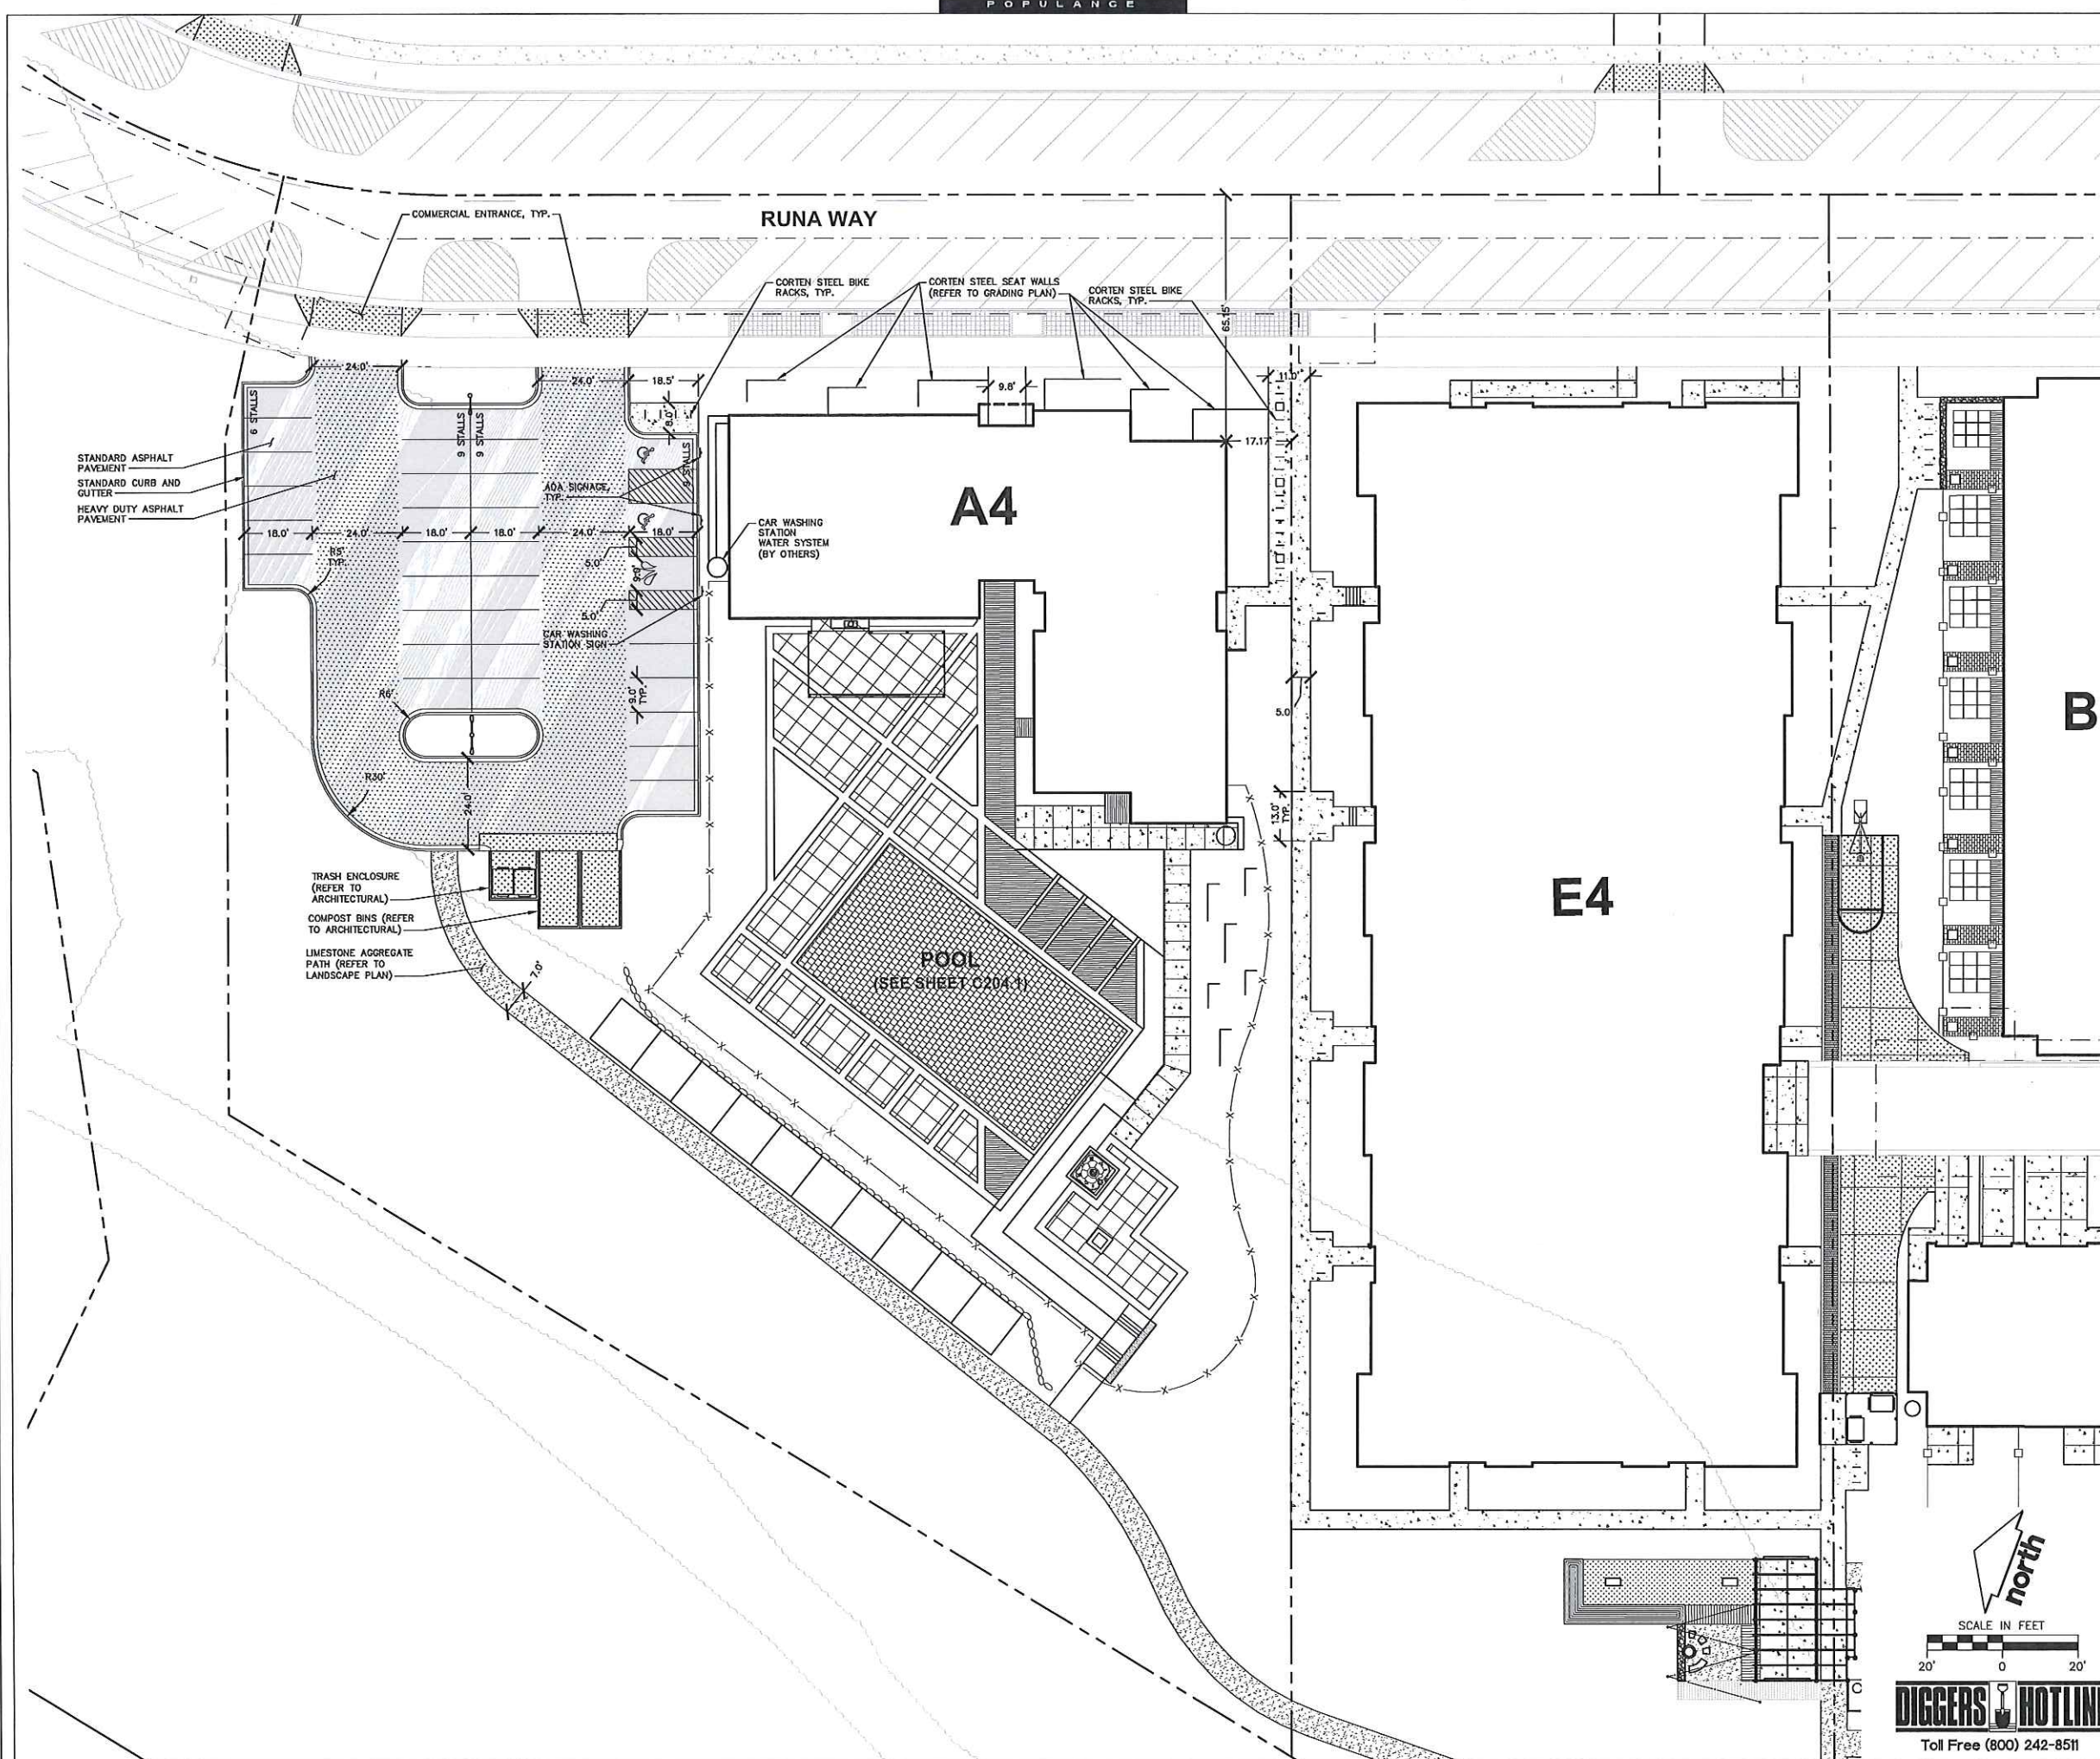 POPULANCE
COMMERCIAL ENTRANCE, TYP.
RUNA WAY
CORTEN STEEL BIKE
RACKS, TYP.
CORTEN STEEL SEAT WALLS
(REFER TO GRADING PLAN)
CORTEN STEEL BIKE
RACKS, TYP.
65.15'
24.0'
24.0'
18.5'
9.8'
11.0'
6 STALLS
9 STALLS
9 STALLS
8.0'
17.17'
STANDARD ASPHALT
PAVEMENT
STANDARD CURB AND
GUTTER
HEAVY DUTY ASPHALT
PAVEMENT
ADA SIGNAGE,
TYP.
A4
CAR WASHING
STATION
WATER SYSTEM
(BY OTHERS)
18.0'
24.0'
18.0'
18.0'
24.0'
18.0'
TYP.
5.0'
9.0'
5.0'
CAR WASHING
STATION SIGN
9.0'
TYP.
5.0
R30'
24.0'
13.0'
TYP.
B
TRASH ENCLOSURE
(REFER TO
ARCHITECTURAL)
COMPOST BINS (REFER
TO ARCHITECTURAL)
LIMESTONE AGGREGATE
PATH (REFER TO
LANDSCAPE PLAN)
7.0'
E4
POOL
(SEE SHEET C204.1)
north
SCALE IN FEET
20'
0
20'
DIGGERS HOTLIN
Toll Free (800) 242-8511